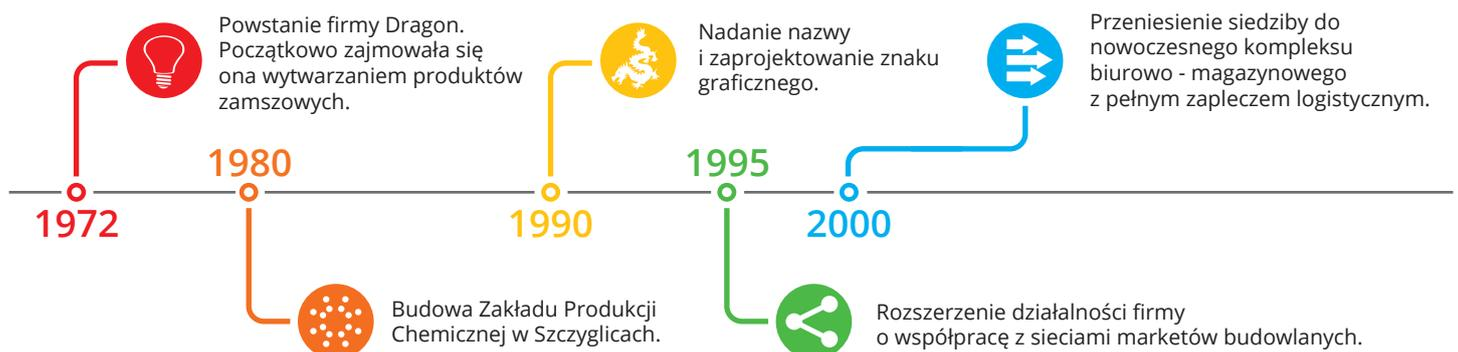 Powstanie firmy Dragon.
Początkowo zajmowała się
ona wytwarzaniem produktów
zamszowych.
1972
1980
Budowa Zakładu Produkcji
Chemicznej w Szczyglicach.
Nadanie nazwy
i zaprojektowanie znaku
graficznego.
1990
1995
Rozszerzenie działalności firmy
o współpracę z sieciami marketów budowlanych.
Przeniesienie siedziby do
nowoczesnego kompleksu
biurowo - magazynowego
z pełnym zapleczem logistycznym.
2000